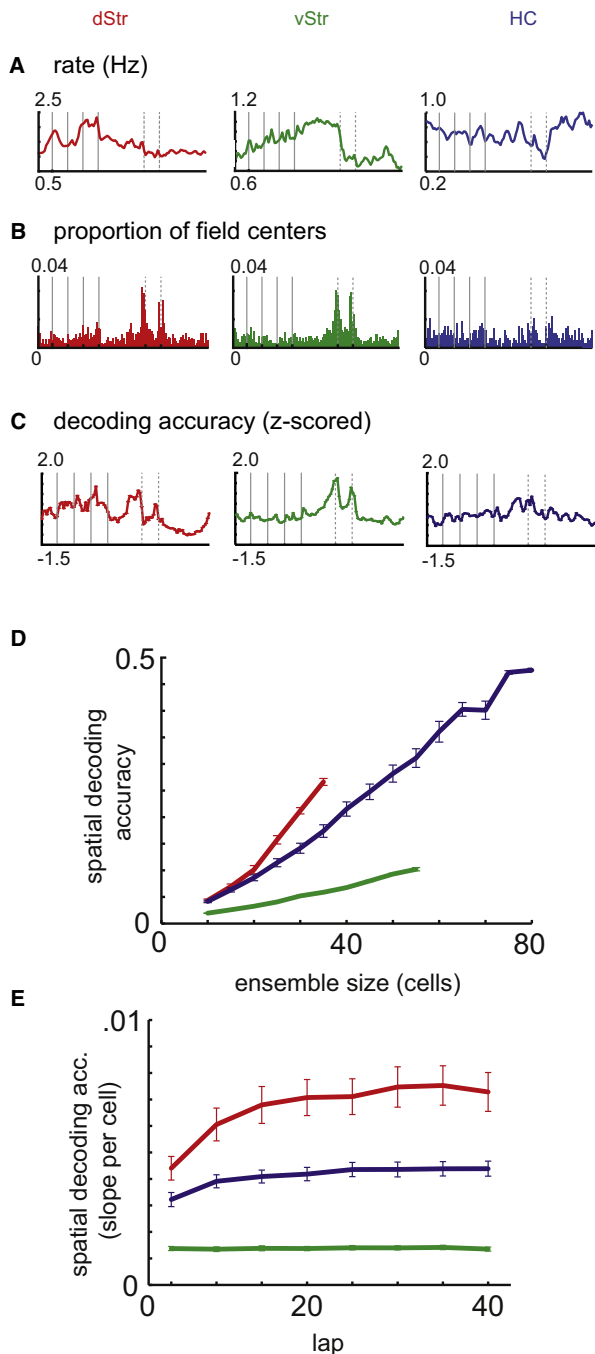 dStr vStr HC
A rate (Hz)
2.5 1.2 1.0
0.5 0.6 0.2
B proportion of field centers
0.04 0.04 0.04
0 0 0
C decoding accuracy (z-scored)
2.0 2.0 2.0
-1.5 -1.5 -1.5
D
0.5
spatial decoding
accuracy
0
0 40 80
ensemble size (cells)
E
.01
spatial decoding acc.
(slope per cell)
0
0 20 40
lap